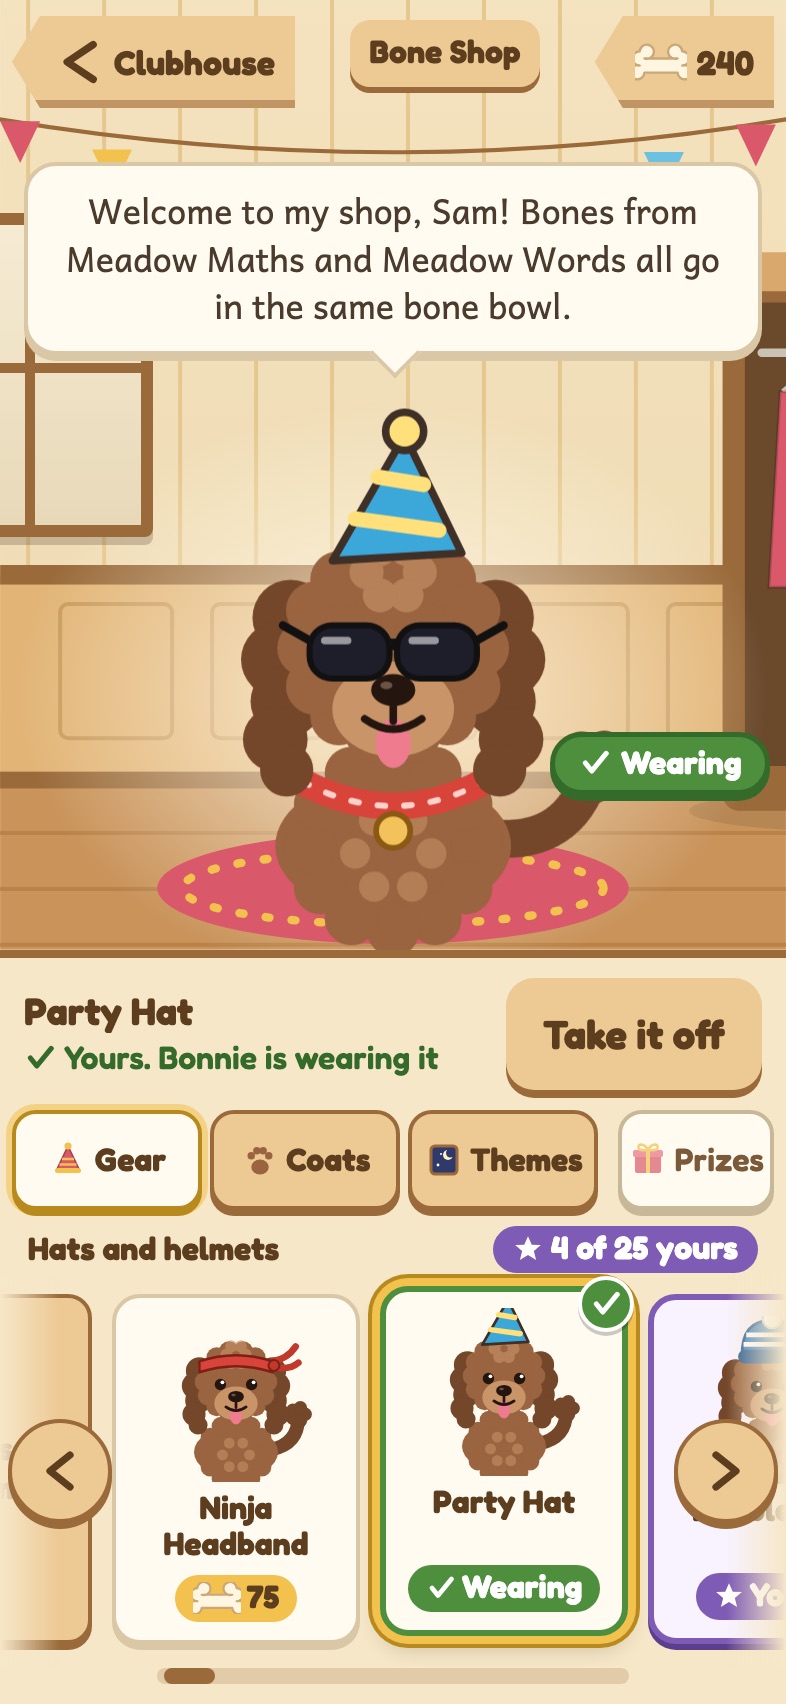 Clubhouse
Bone Shop
240
Welcome to my shop, Sam! Bones from
Meadow Maths and Meadow Words all go
in the same bone bowl.
Wearing
Party Hat
Yours. Bonnie is wearing it
Take it off
Gear
Coats
Themes
Prizes
Hats and helmets
4 of 25 yours
Ninja
Headband
75
Party Hat
Wearing